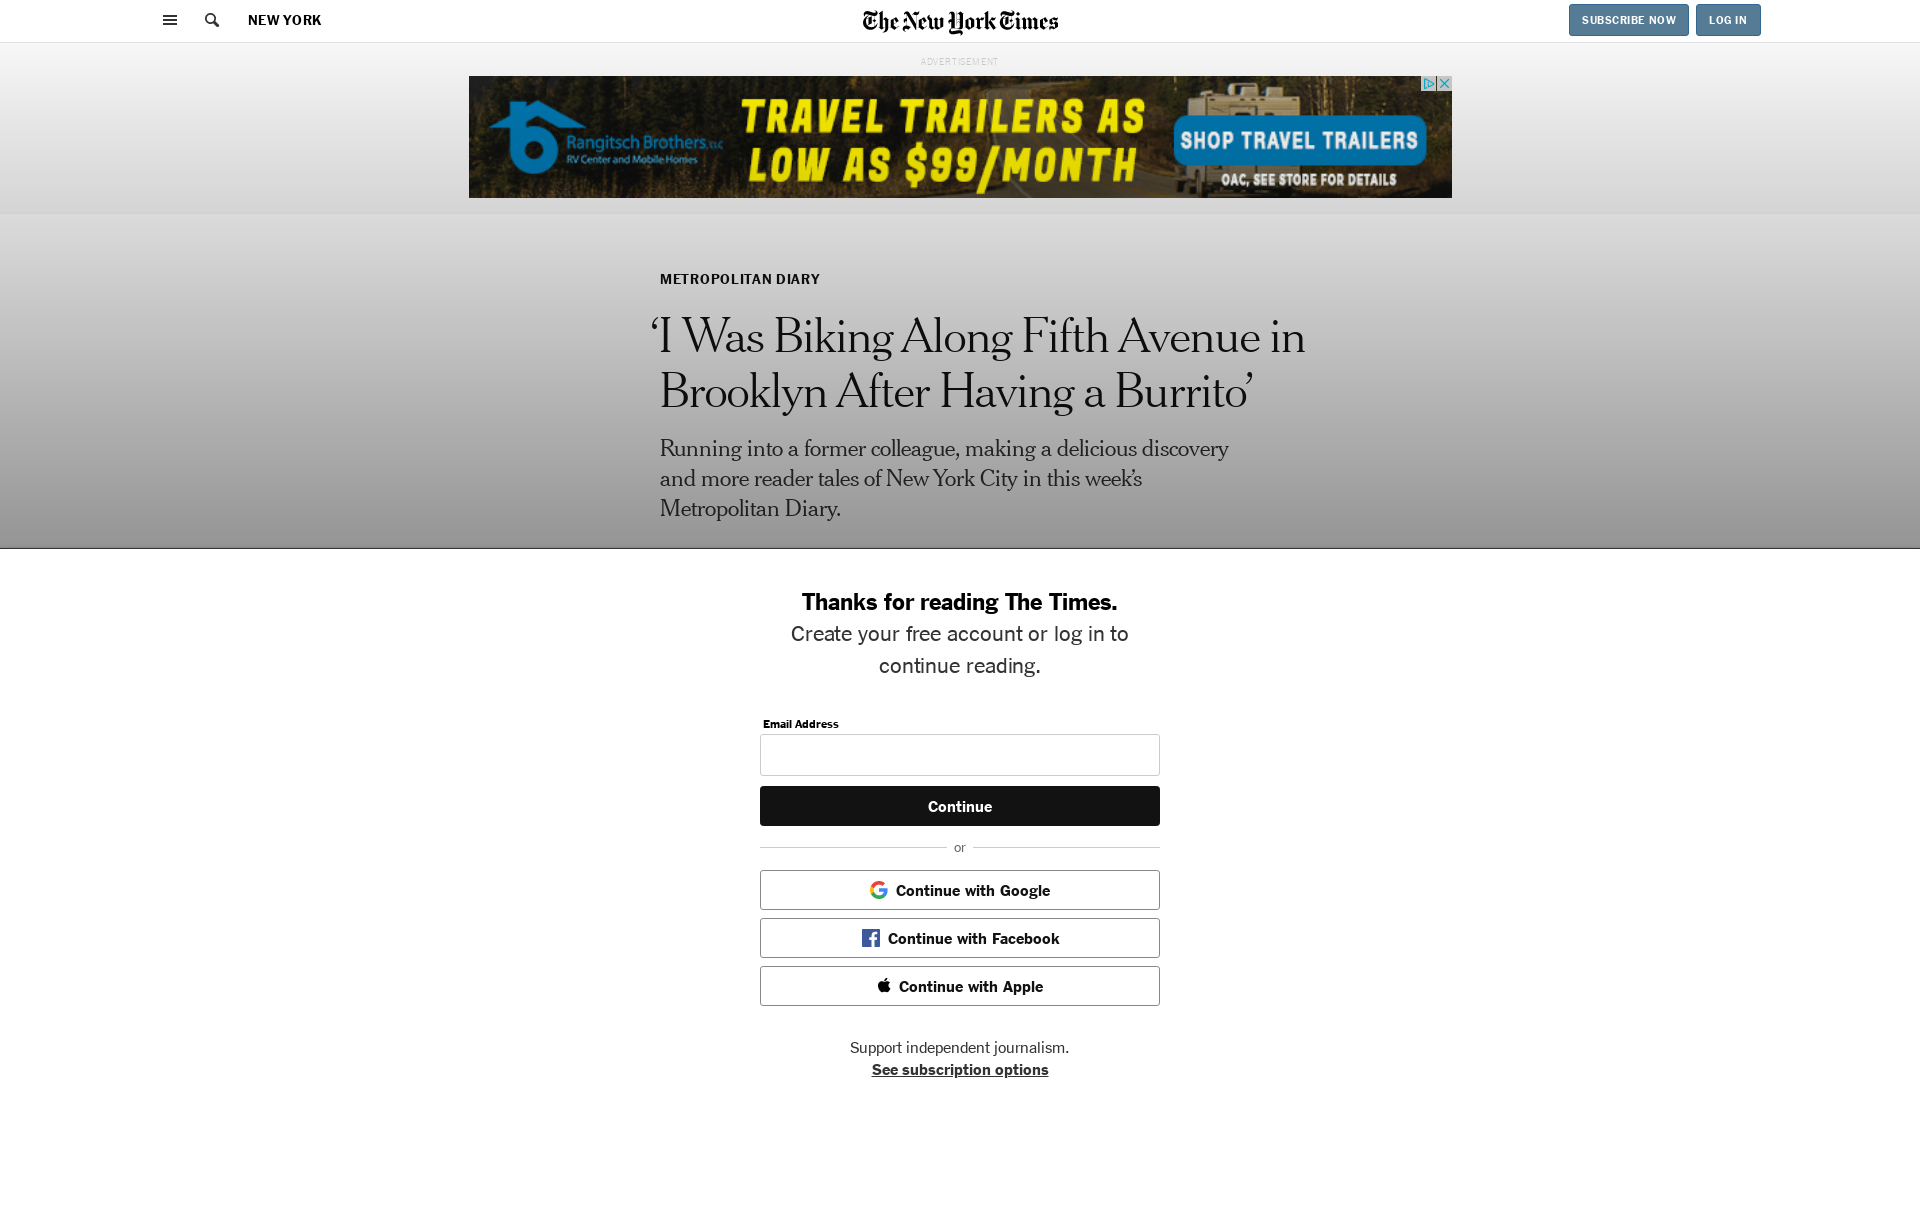 NEW YORK
The New York Times
SUBSCRIBE NOW
LOG IN
ADVERTISEMENT
Rangitsch Brothers, LLC
RV Center and Mobile Homes
TRAVEL TRAILERS AS
LOW AS $99/MONTH
SHOP TRAVEL TRAILERS
OAC, SEE STORE FOR DETAILS
METROPOLITAN DIARY
‘I Was Biking Along Fifth Avenue in
Brooklyn After Having a Burrito’
Running into a former colleague, making a delicious discovery
and more reader tales of New York City in this week’s
Metropolitan Diary.
Thanks for reading The Times.
Create your free account or log in to
continue reading.
Email Address
Continue
or
Continue with Google
Continue with Facebook
Continue with Apple
Support independent journalism.
See subscription options